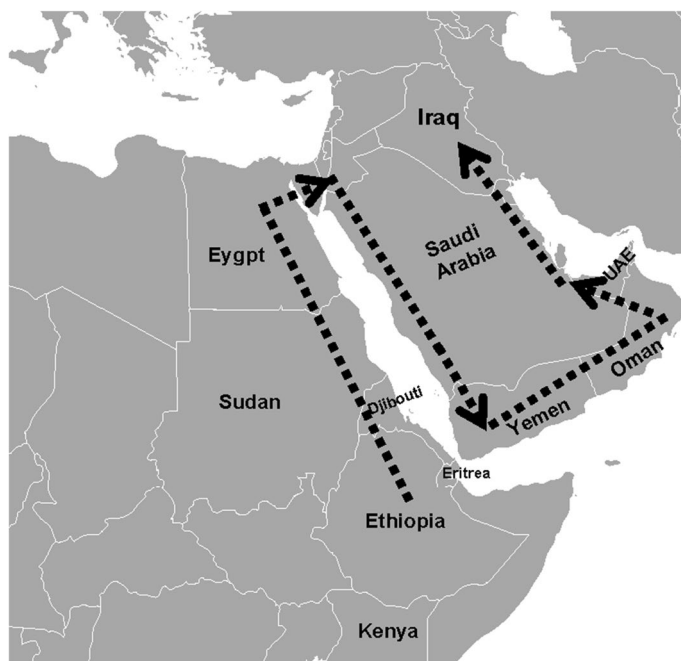 Iraq
Eygpt
Saudi
Arabia
UAE
Oman
Sudan
Djibouti
Yemen
Eritrea
Ethiopia
Kenya